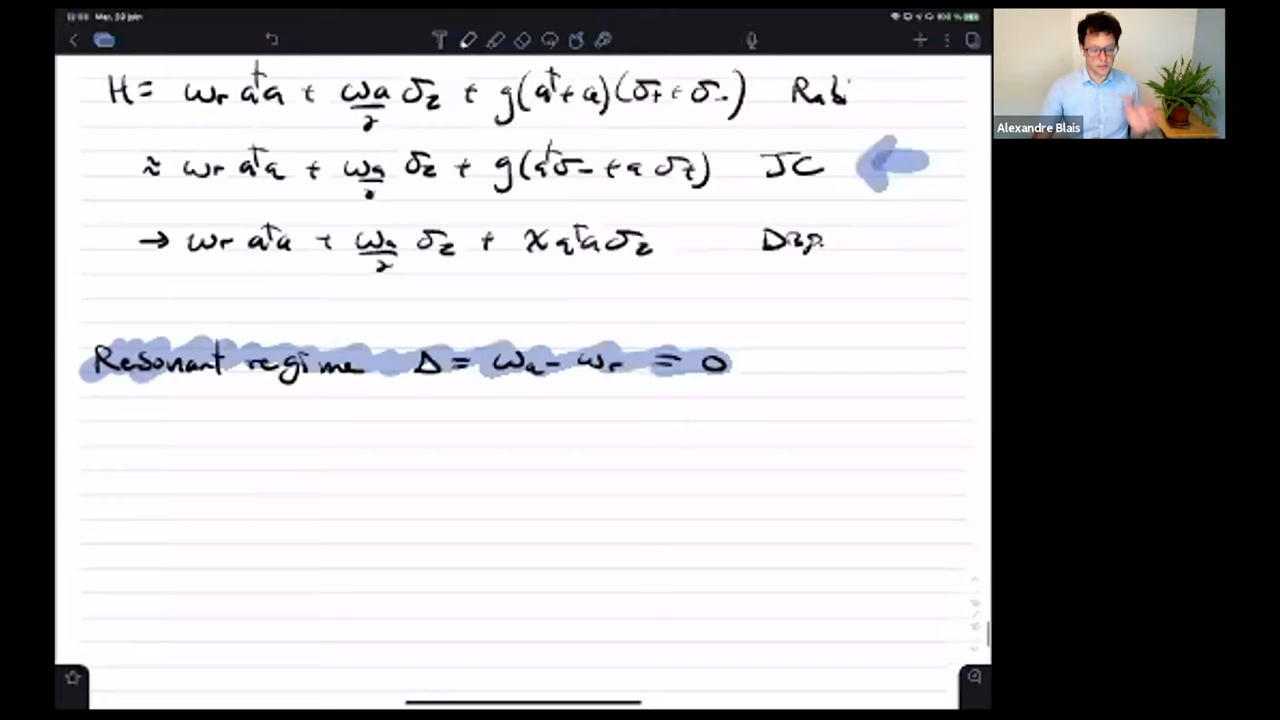 H = ωr a†a + ωa/2 σz + g(a†+a)(σ+ + σ-) Rabi
≈ ωr a†a + ωa/2 σz + g(a†σ- + a σ+) JC
→ ωr a†a + ωa/2 σz + χ a†a σz Disp.
Resonant regime Δ = ωa - ωr = 0
Alexandre Blais